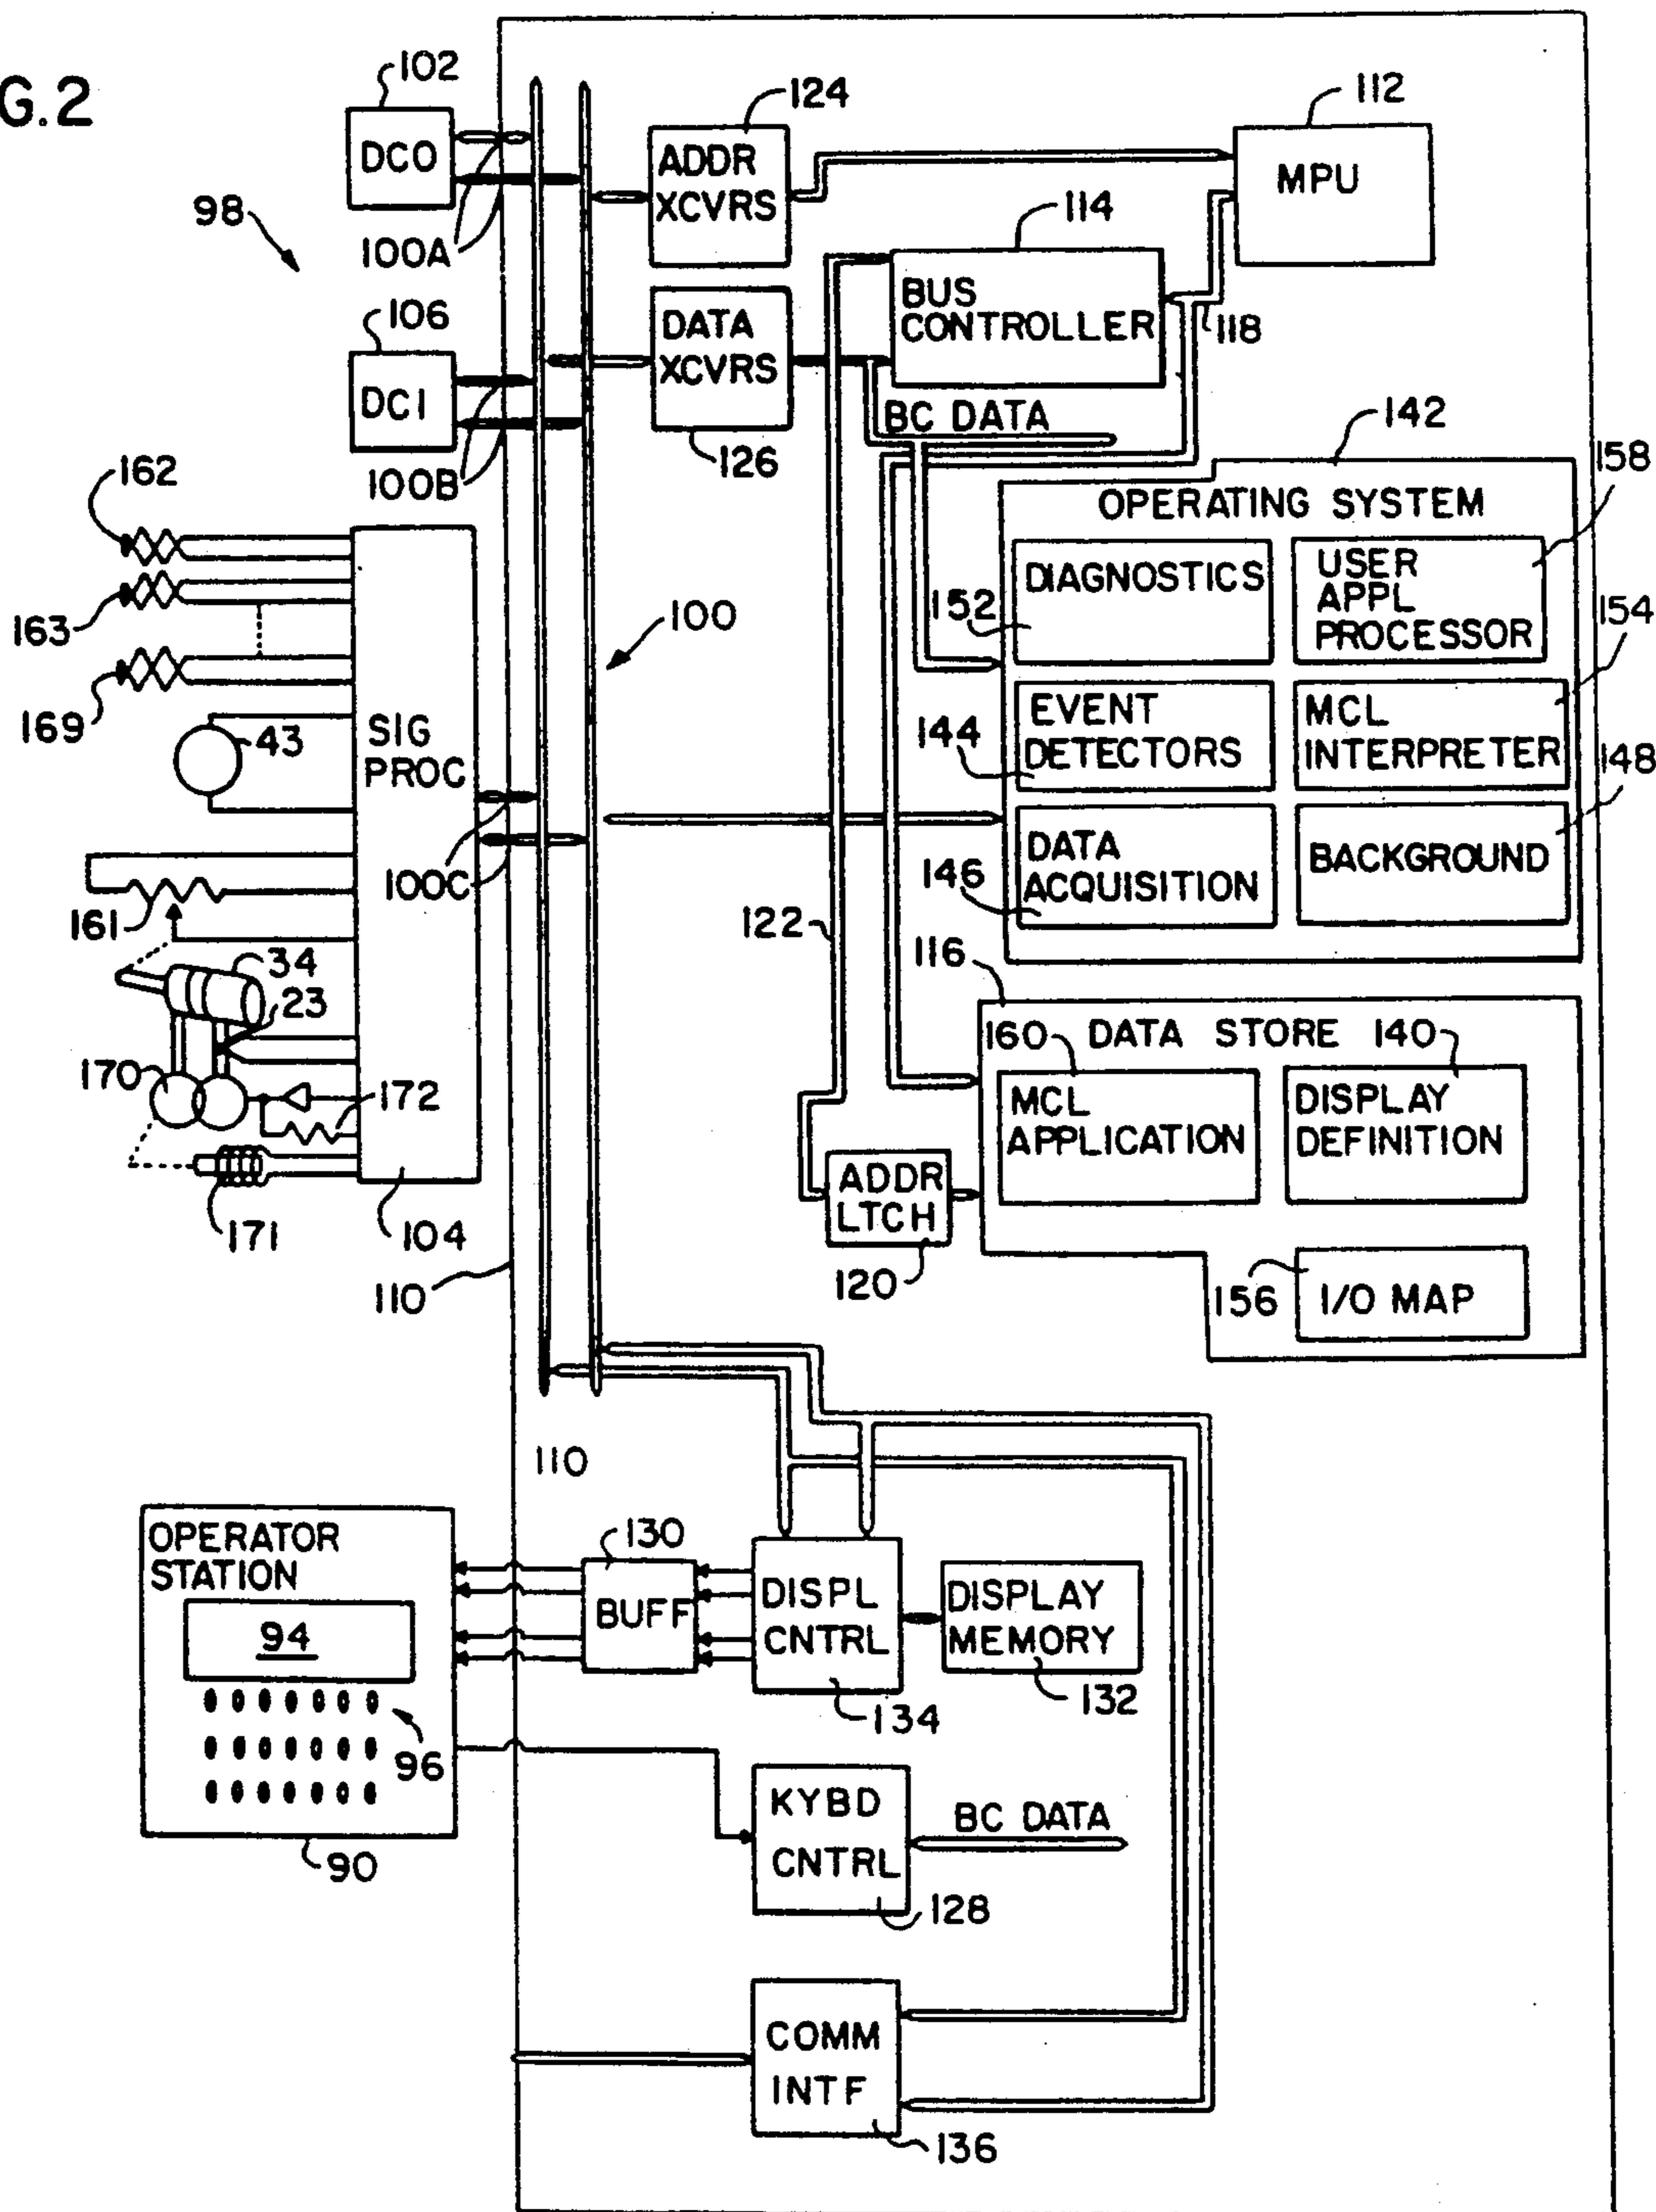 G.2
102
DCO
100A
98
106
DCI
100B
124
ADDR
XCVRS
112
MPU
114
BUS
CONTROLLER
118
DATA
XCVRS
126
BC DATA
142
158
OPERATING SYSTEM
DIAGNOSTICS
152
USER
APPL
PROCESSOR
154
EVENT
DETECTORS
144
MCL
INTERPRETER
148
DATA
ACQUISITION
146
BACKGROUND
162
163
169
43
SIG
PROC
100
100C
161
34
23
170
172
171
104
110
122
116
DATA STORE
160
140
MCL
APPLICATION
DISPLAY
DEFINITION
ADDR
LTCH
120
156
I/O MAP
110
OPERATOR
STATION
94
96
90
130
BUFF
DISPL
CNTRL
134
DISPLAY
MEMORY
132
KYBD
CNTRL
128
BC DATA
COMM
INTF
136